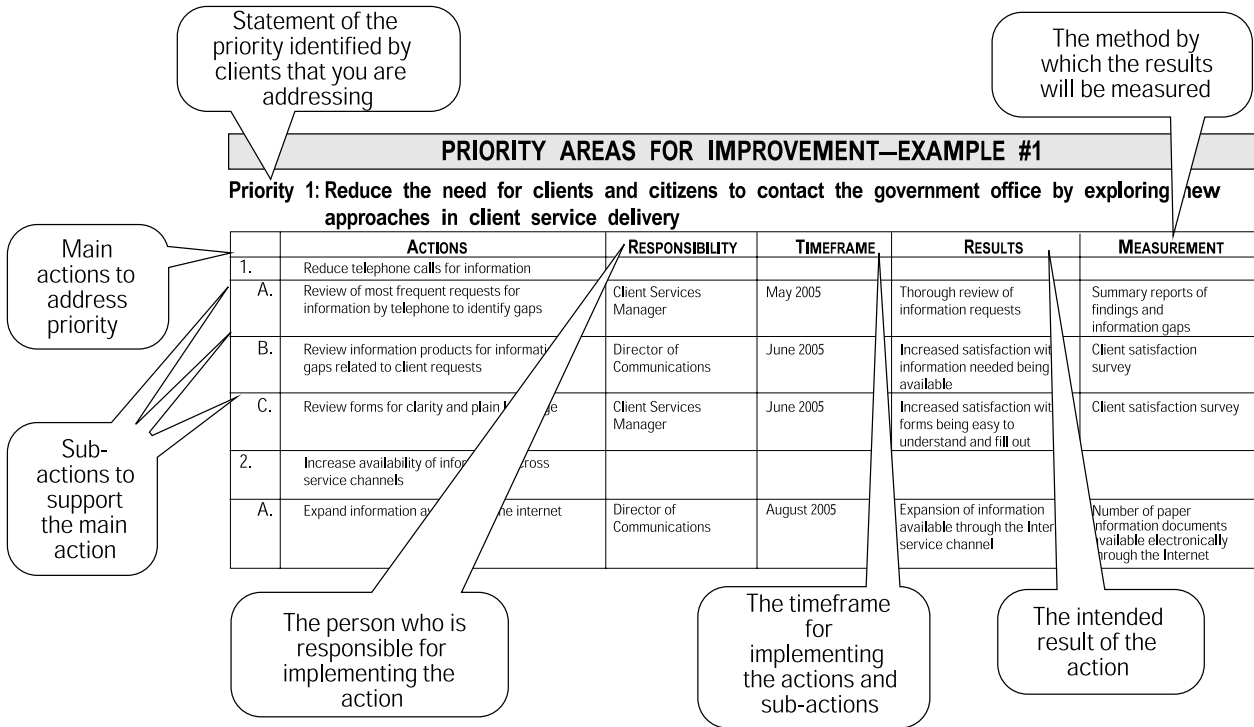 Statement of the
priority identified by
clients that you are
addressing
The method by
which the results
will be measured
PRIORITY AREAS FOR IMPROVEMENT—EXAMPLE #1
Priority 1: Reduce the need for clients and citizens to contact the government office by exploring new
approaches in client service delivery
Main
actions to
address
priority
Sub-
actions to
support
the main
action
ACTIONS RESPONSIBILITY TIMEFRAME RESULTS MEASUREMENT
1. Reduce telephone calls for information
A. Review of most frequent requests for
information by telephone to identify gaps
Client Services
Manager
May 2005
Thorough review of
information requests
Summary reports of
findings and
information gaps
B. Review information products for
gaps related to client requests
Director of
Communications
June 2005
Increased satisfaction
information needed being
available
Client satisfaction
survey
C. Review forms for clarity and plain
Client Services
Manager
June 2005
Increased satisfaction
forms being easy to
understand and fill out
Client satisfaction survey
2. Increase availability of
service channels
A. Expand information internet
Director of
Communications
August 2005
Expansion of information
available through the
service channel
Number of paper
information documents
available electronically
through the Internet
The person who is
responsible for
implementing the
action
The timeframe
for
implementing
the actions and
sub-actions
The intended
result of the
action